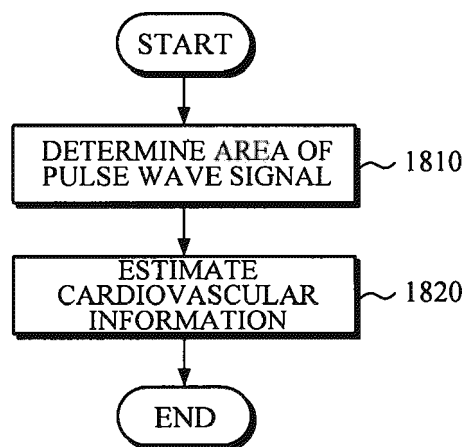 START
DETERMINE AREA OF
PULSE WAVE SIGNAL
1810
ESTIMATE
CARDIOVASCULAR
INFORMATION
1820
END